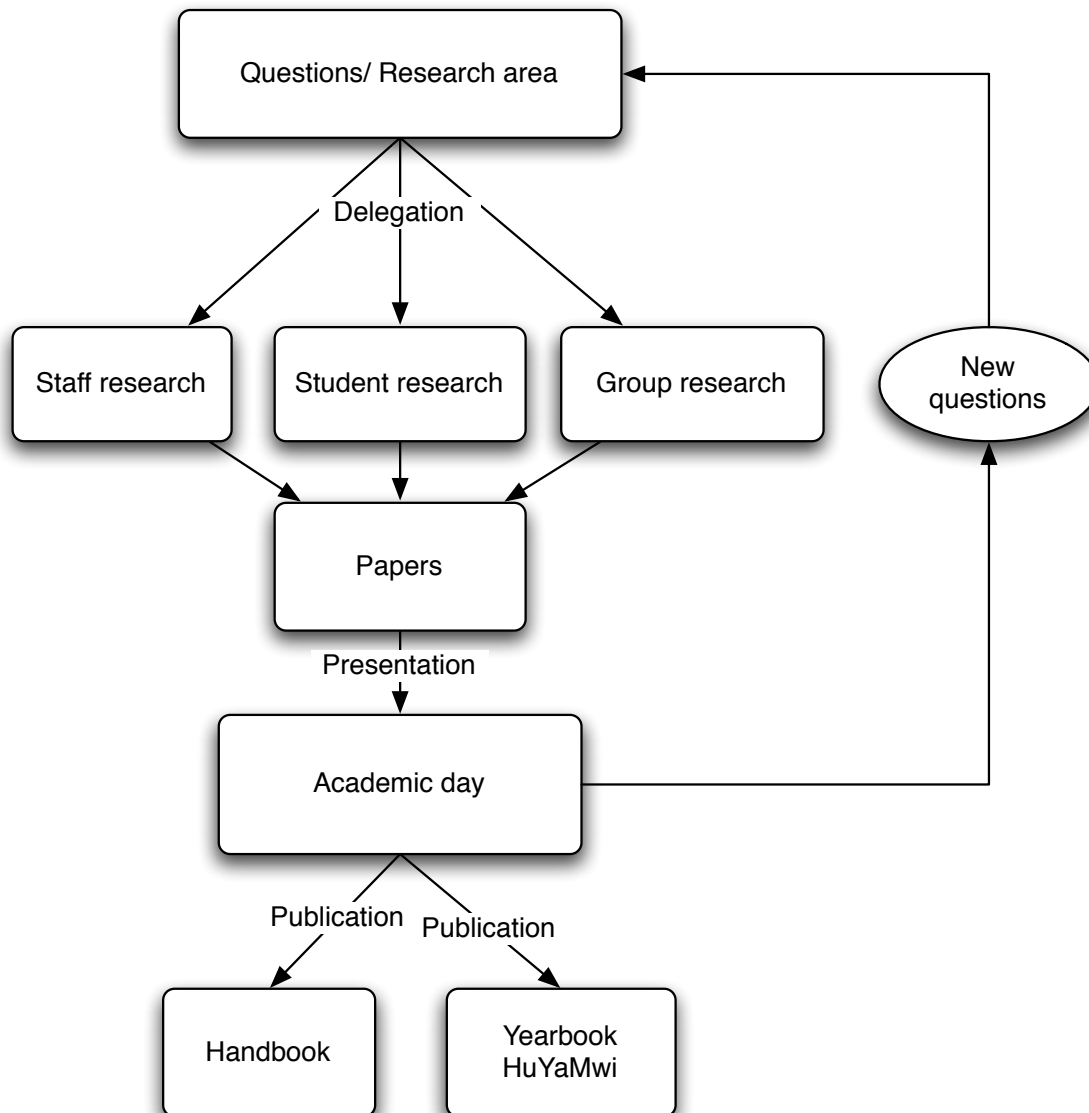 Questions/ Research area
Delegation
Staff research
Student research
Group research
New
questions
Papers
Presentation
Academic day
Publication
Publication
Handbook
Yearbook
HuYaMwi